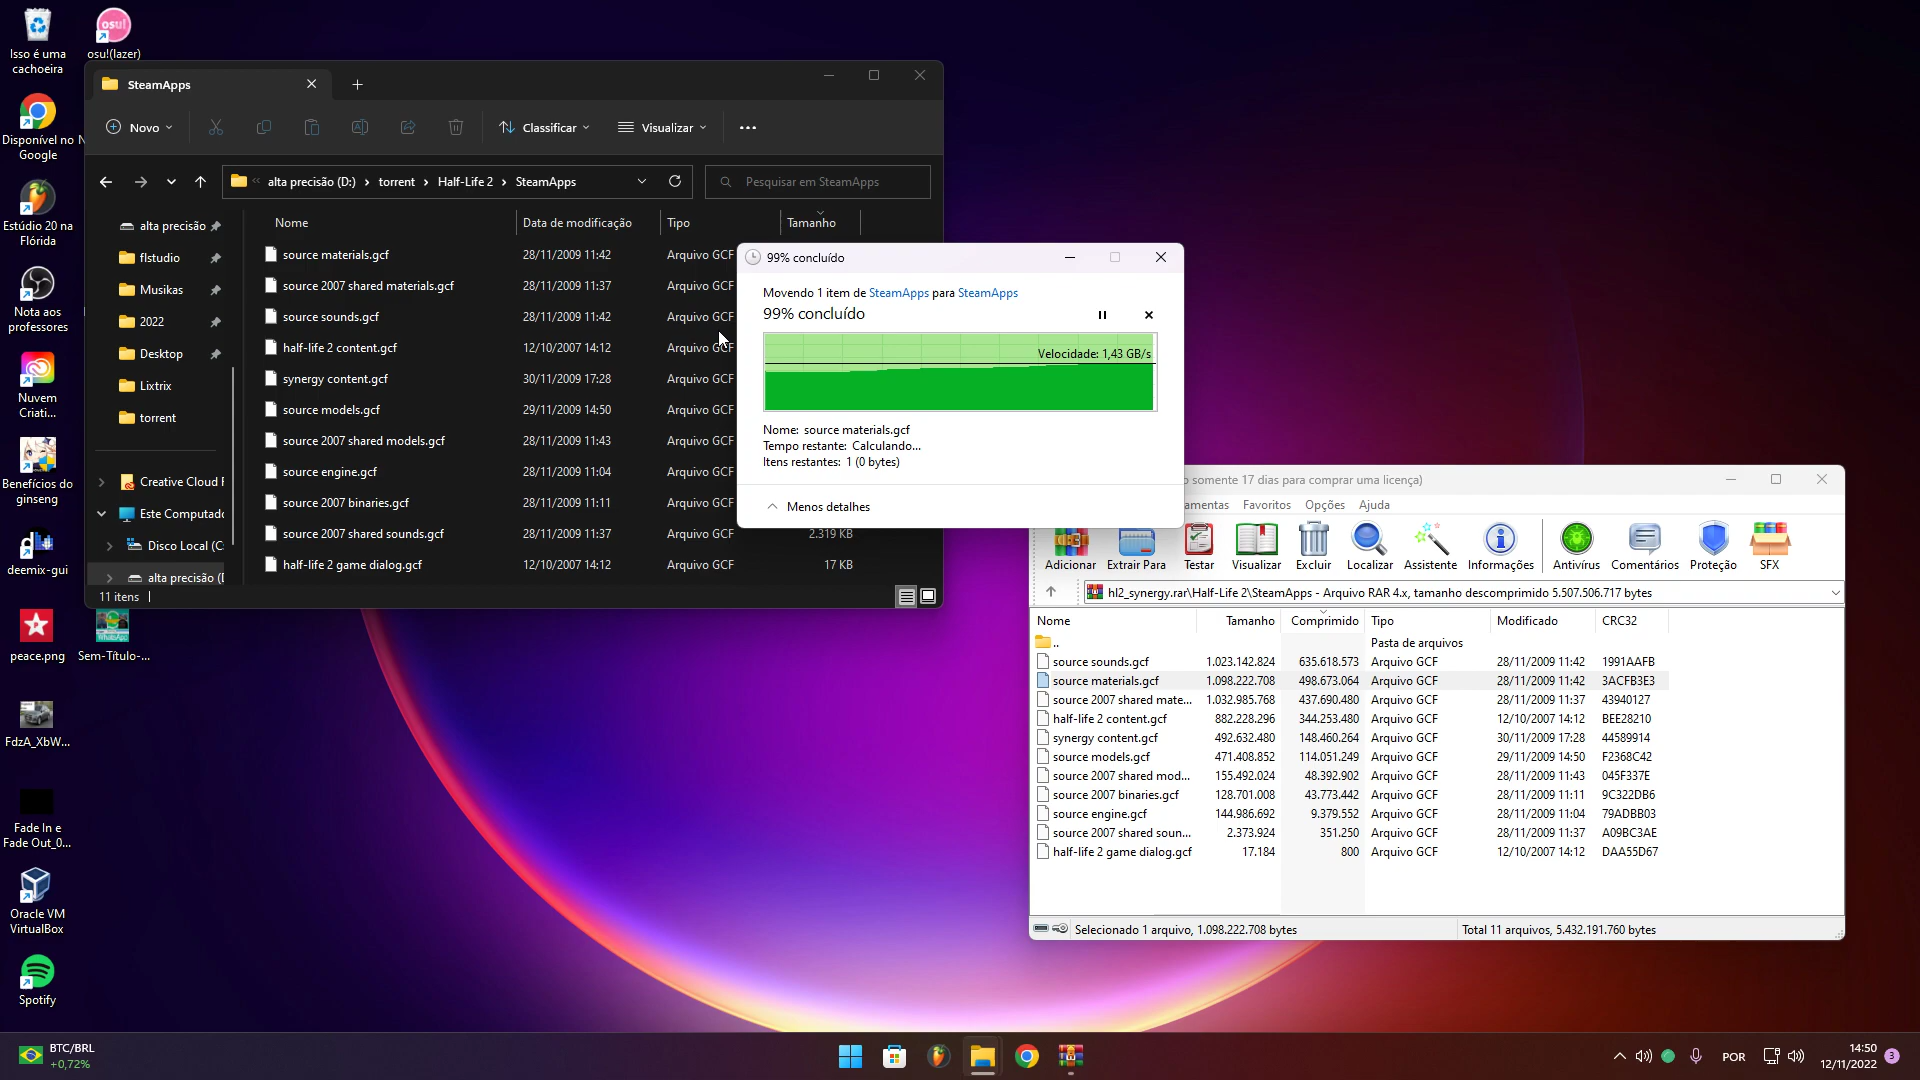 Isso é uma
cachoeira
osu!(lazer)
Disponível no
Google
Estúdio 20 na
Flórida
Nota aos
professores
Nuvem
Criati...
Benefícios do
ginseng
deemix-gui
peace.png
Sem-Título-...
FdzA_XbW...
Fade In e
Fade Out_0...
Oracle VM
VirtualBox
Spotify
SteamApps
Novo
Classificar
Visualizar
alta precisão (D:) › torrent › Half-Life 2 › SteamApps
Pesquisar em SteamApps
alta precisão
flstudio
Musikas
2022
Desktop
Lixtrix
torrent
Creative Cloud F
Este Computado
Disco Local (C:
alta precisão (D
Nome Data de modificação Tipo Tamanho
source materials.gcf 28/11/2009 11:42 Arquivo GCF
source 2007 shared materials.gcf 28/11/2009 11:37 Arquivo GCF
source sounds.gcf 28/11/2009 11:42 Arquivo GCF
half-life 2 content.gcf 12/10/2007 14:12 Arquivo GCF
synergy content.gcf 30/11/2009 17:28 Arquivo GCF
source models.gcf 29/11/2009 14:50 Arquivo GCF
source 2007 shared models.gcf 28/11/2009 11:43 Arquivo GCF
source engine.gcf 28/11/2009 11:04 Arquivo GCF
source 2007 binaries.gcf 28/11/2009 11:11 Arquivo GCF
source 2007 shared sounds.gcf 28/11/2009 11:37 Arquivo GCF 2.319 KB
half-life 2 game dialog.gcf 12/10/2007 14:12 Arquivo GCF 17 KB
11 itens
99% concluído
Movendo 1 item de SteamApps para SteamApps
99% concluído
Velocidade: 1,43 GB/s
Nome: source materials.gcf
Tempo restante: Calculando...
Itens restantes: 1 (0 bytes)
Menos detalhes
somente 17 dias para comprar uma licença)
amentas Favoritos Opções Ajuda
Adicionar Extrair Para Testar Visualizar Excluir Localizar Assistente Informações Antivírus Comentários Proteção SFX
hl2_synergy.rar\Half-Life 2\SteamApps - Arquivo RAR 4.x, tamanho descomprimido 5.507.506.717 bytes
Nome Tamanho Comprimido Tipo Modificado CRC32
.. Pasta de arquivos
source sounds.gcf 1.023.142.824 635.618.573 Arquivo GCF 28/11/2009 11:42 1991AAFB
source materials.gcf 1.098.222.708 498.673.064 Arquivo GCF 28/11/2009 11:42 3ACFB3E3
source 2007 shared mate... 1.032.985.768 437.690.480 Arquivo GCF 28/11/2009 11:37 43940127
half-life 2 content.gcf 882.228.296 344.253.480 Arquivo GCF 12/10/2007 14:12 BEE28210
synergy content.gcf 492.632.480 148.460.264 Arquivo GCF 30/11/2009 17:28 44589914
source models.gcf 471.408.852 114.051.249 Arquivo GCF 29/11/2009 14:50 F2368C42
source 2007 shared mod... 155.492.024 48.392.902 Arquivo GCF 28/11/2009 11:43 045F337E
source 2007 binaries.gcf 128.701.008 43.773.442 Arquivo GCF 28/11/2009 11:11 9C322DB6
source engine.gcf 144.986.692 9.379.552 Arquivo GCF 28/11/2009 11:04 79ADBB03
source 2007 shared soun... 2.373.924 351.250 Arquivo GCF 28/11/2009 11:37 A09BC3AE
half-life 2 game dialog.gcf 17.184 800 Arquivo GCF 12/10/2007 14:12 DAA55D67
Selecionado 1 arquivo, 1.098.222.708 bytes
Total 11 arquivos, 5.432.191.760 bytes
BTC/BRL
+0,72%
POR
14:50
12/11/2022
3